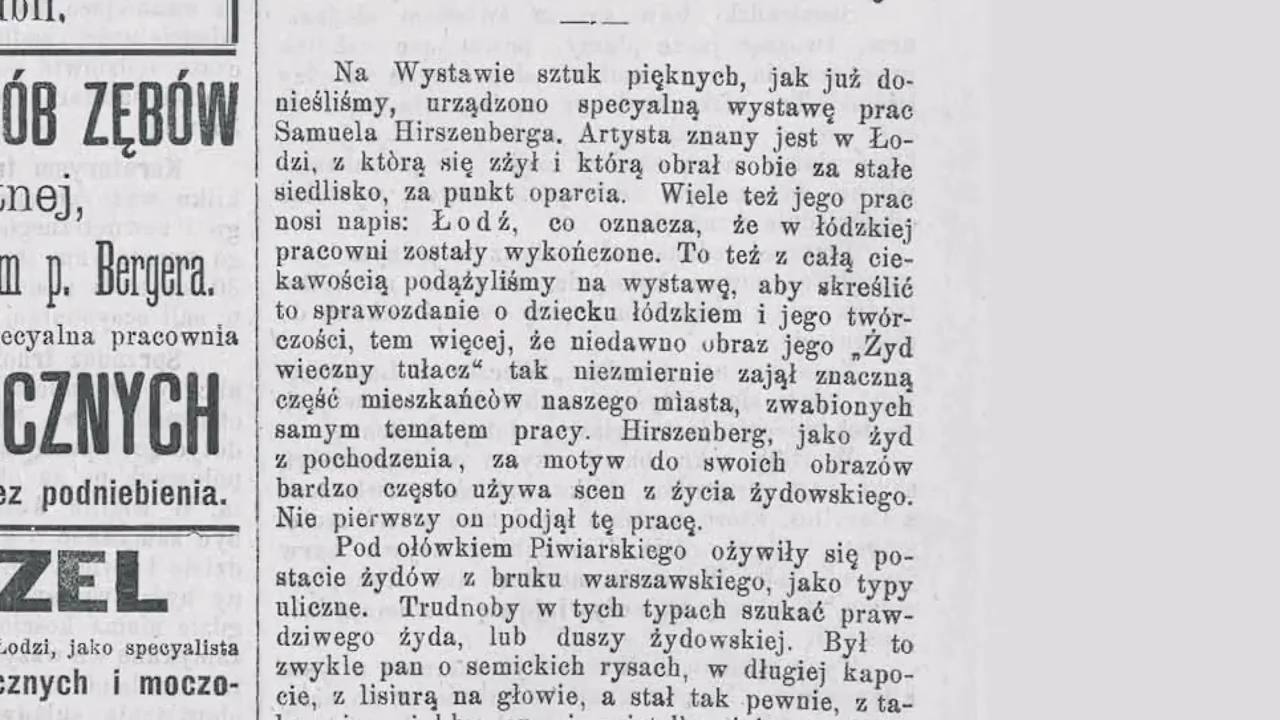 ÓB ZĘBÓW
tnej,
m p. Bergera.
ecyalna pracownia
CZNYCH
ez podniebienia.
ZEL
Łodzi, jako specyalista
cznych i moczo-
Na Wystawie sztuk pięknych, jak już do-
nieśliśmy, urządzono specyalną wystawę prac
Samuela Hirszenberga. Artysta znany jest w Ło-
dzi, z którą się zżył i którą obrał sobie za stałe
siedlisko, za punkt oparcia. Wiele też jego prac
nosi napis: Łodź, co oznacza, że w łódzkiej
pracowni zostały wykończone. To też z całą cie-
kawością podążyliśmy na wystawę, aby skreślić
to sprawozdanie o dziecku łódzkiem i jego twór-
czości, tem więcej, że niedawno obraz jego „Żyd
wieczny tułacz“ tak niezmiernie zajął znaczną
część mieszkańcòw naszego miasta, zwabionych
samym tematem pracy. Hirszenberg, jako żyd
z pochodzenia, za motyw do swoich obrazów
bardzo często używa scen z życia żydowskiego.
Nie pierwszy on podjął tę pracę.
Pod ołówkiem Piwiarskiego ożywiły się po-
stacie żydów z bruku warszawskiego, jako typy
uliczne. Trudnoby w tych typach szukać praw-
dziwego żyda, lub duszy żydowskiej. Był to
zwykle pan o semickich rysach, w długiej kapo-
cie, z lisiurą na głowie, a stał tak pewnie, z ta-